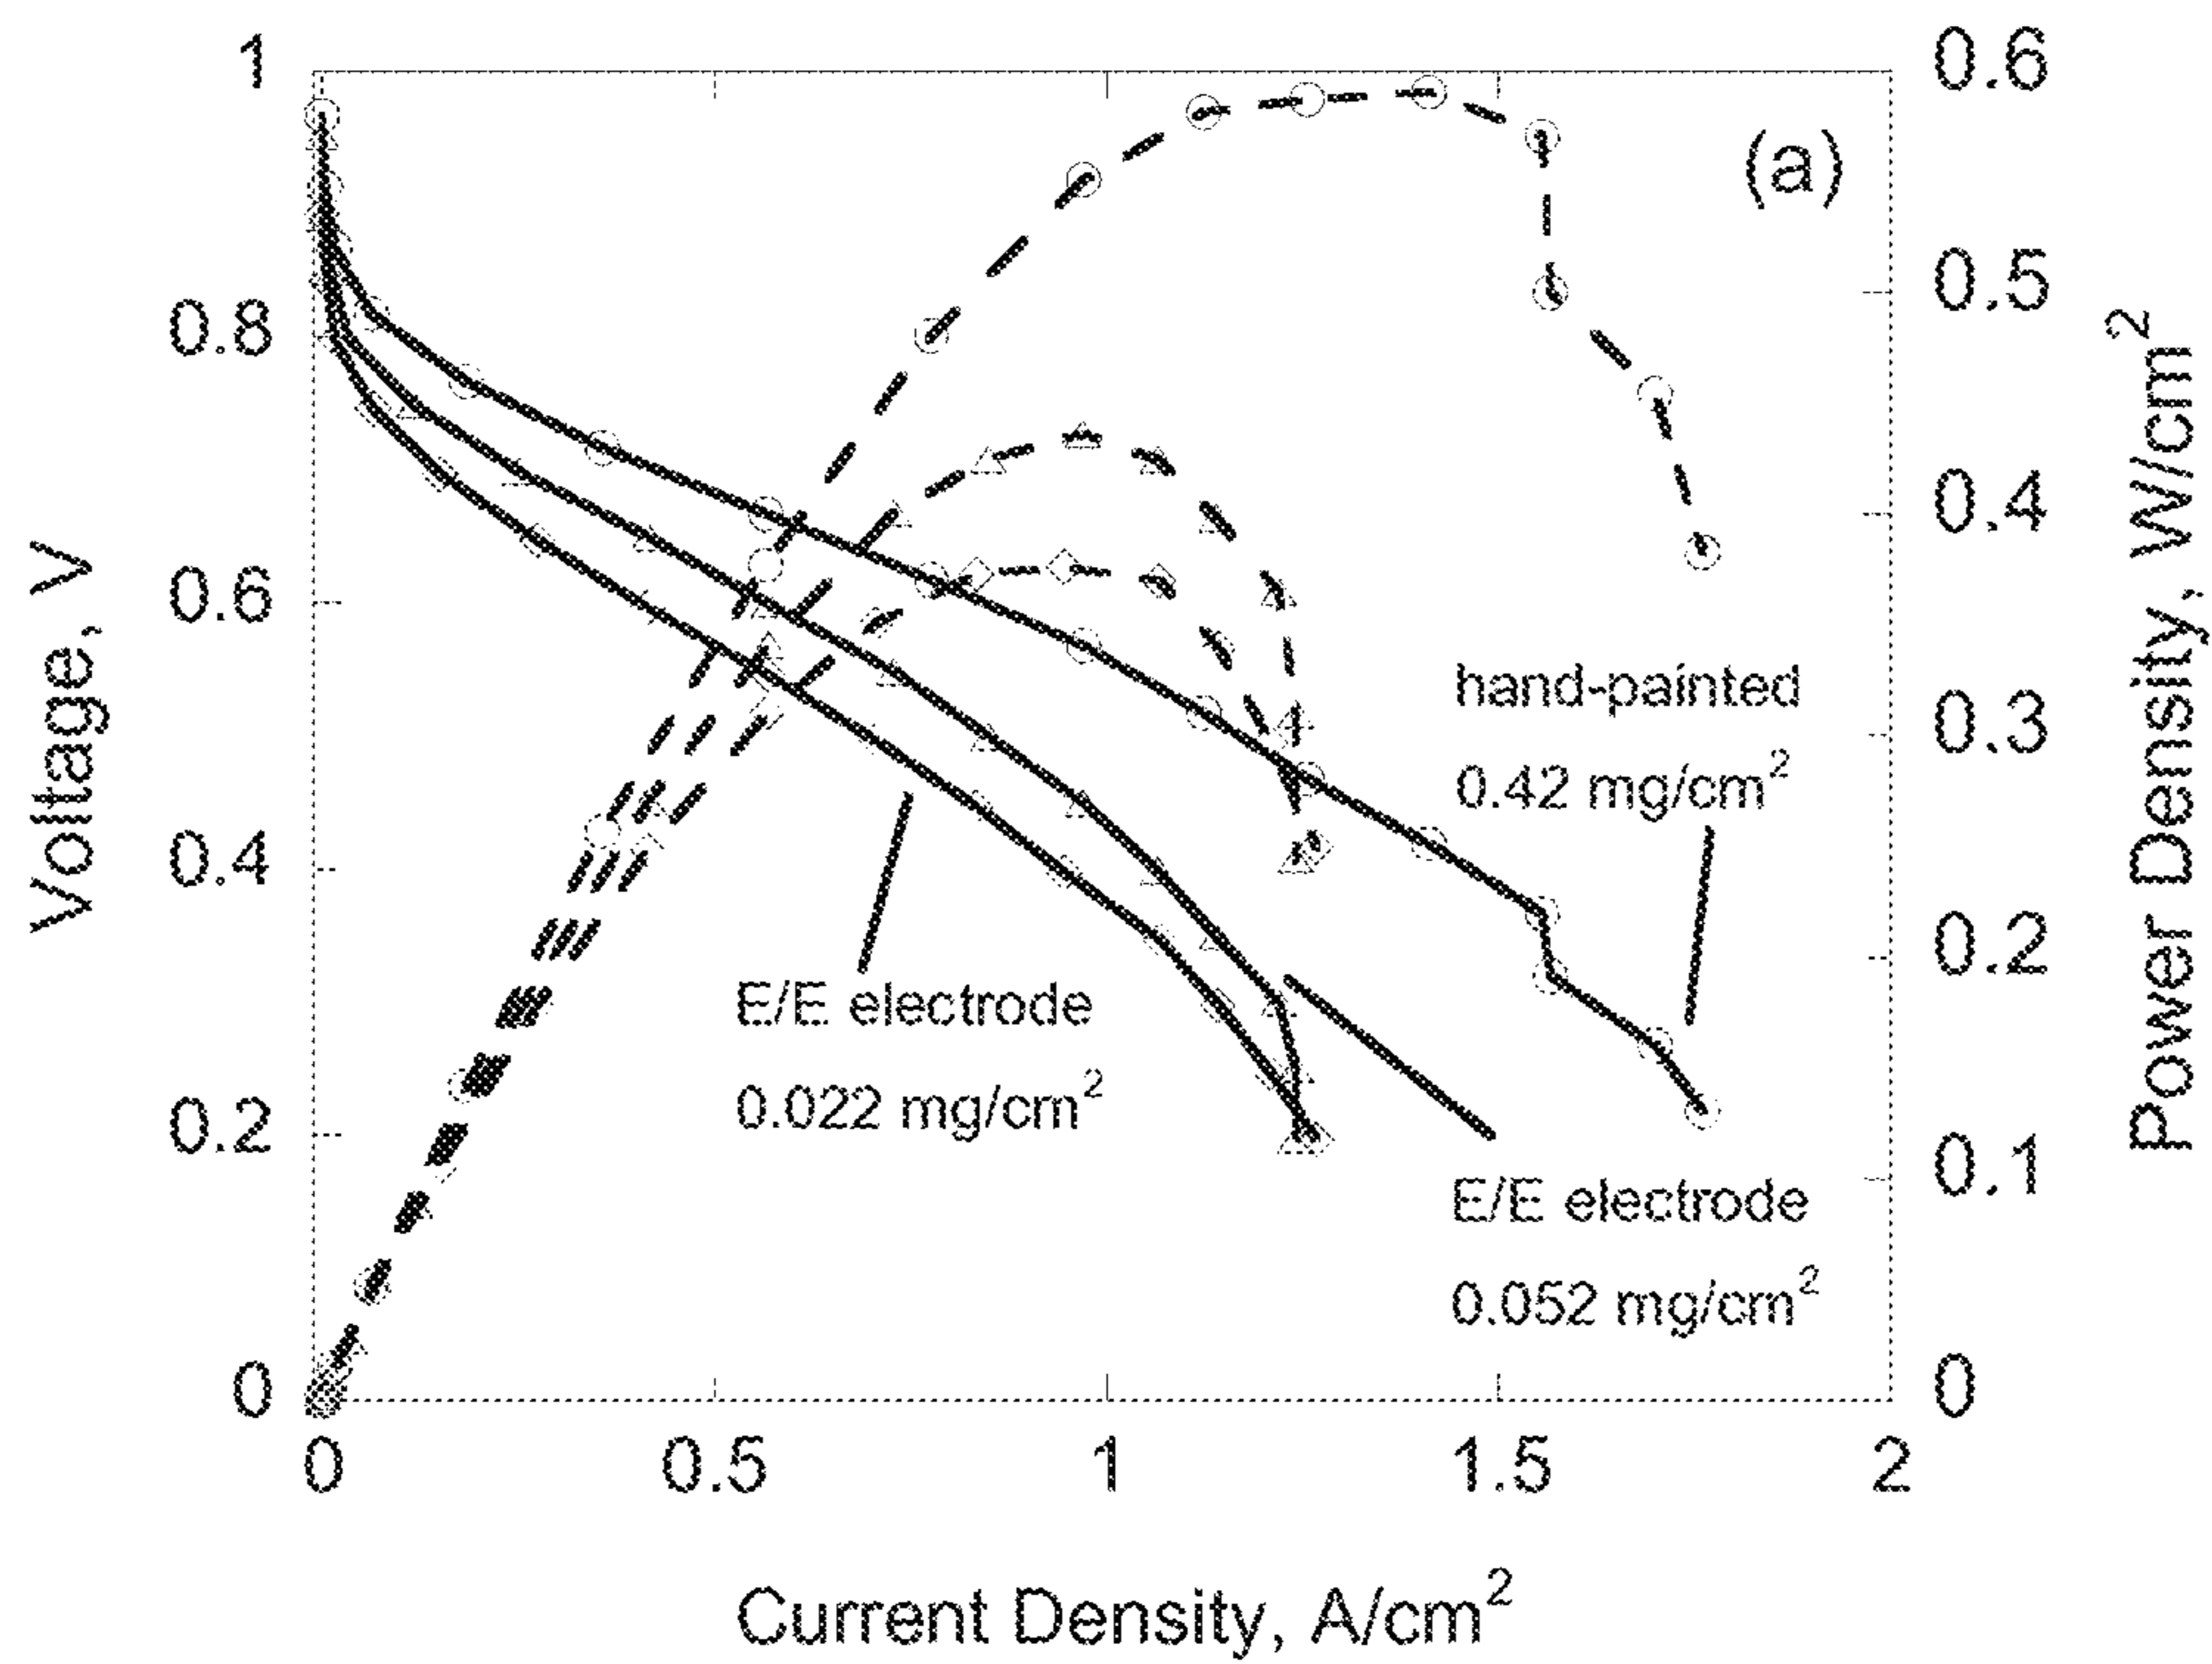 1
0.8
0.6
0.4
0.2
0
Voltage, V
0.6
0.5
0.4
0.3
0.2
0.1
0
Power Density, W/cm²
(a)
hand-painted
0.42 mg/cm²
E/E electrode
0.022 mg/cm²
E/E electrode
0.052 mg/cm²
0 0.5 1 1.5 2
Current Density, A/cm²